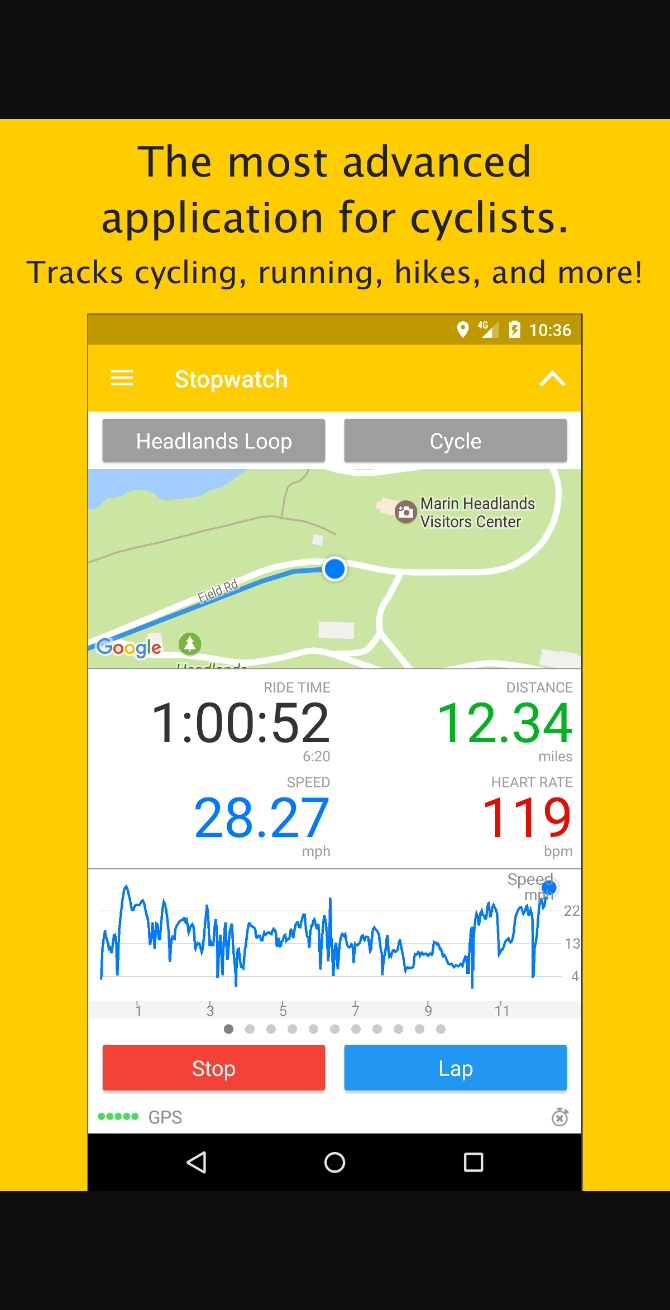 The most advanced
application for cyclists.
Tracks cycling, running, hikes, and more!
4G 10:36
Stopwatch
Headlands Loop Cycle
Marin Headlands
Visitors Center
Field Rd
Google
Headlands
RIDE TIME DISTANCE
1:00:52 12.34
6:20 miles
SPEED HEART RATE
28.27 119
mph bpm
Speed
mph
22
13
4
1 3 5 7 9 11
Stop Lap
GPS